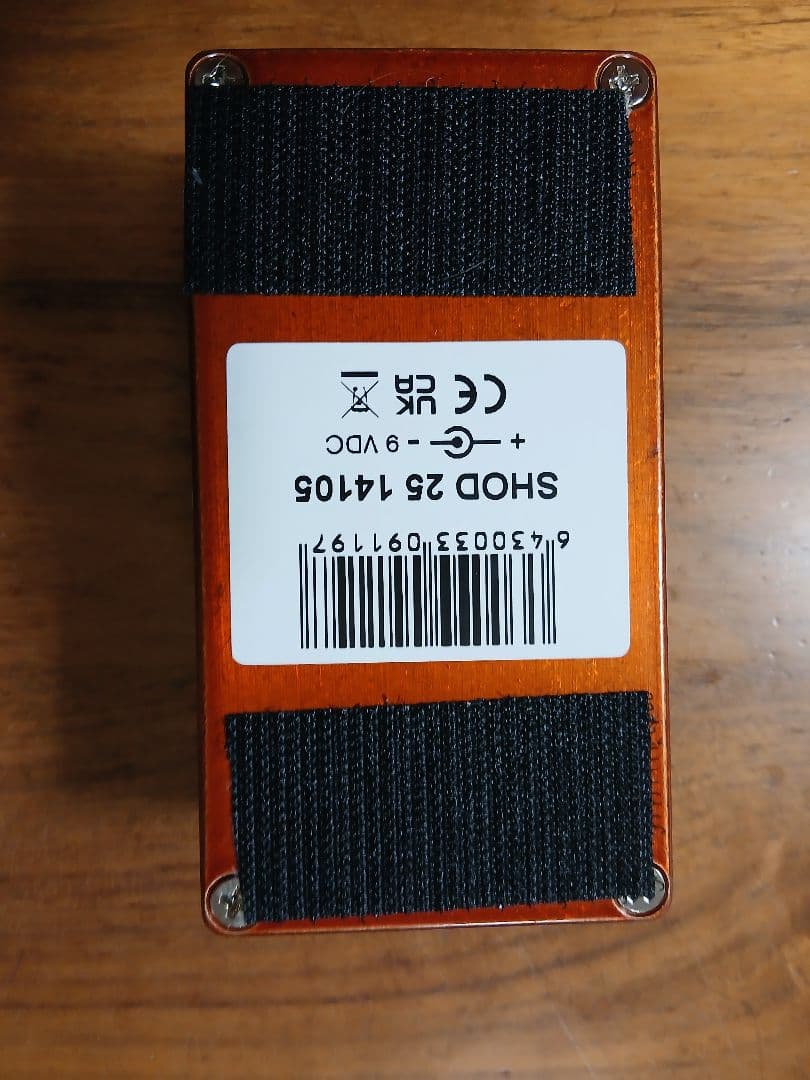 6 430033 091197
SHOD 25 14105
+ - 9 VDC
CE UK
CA